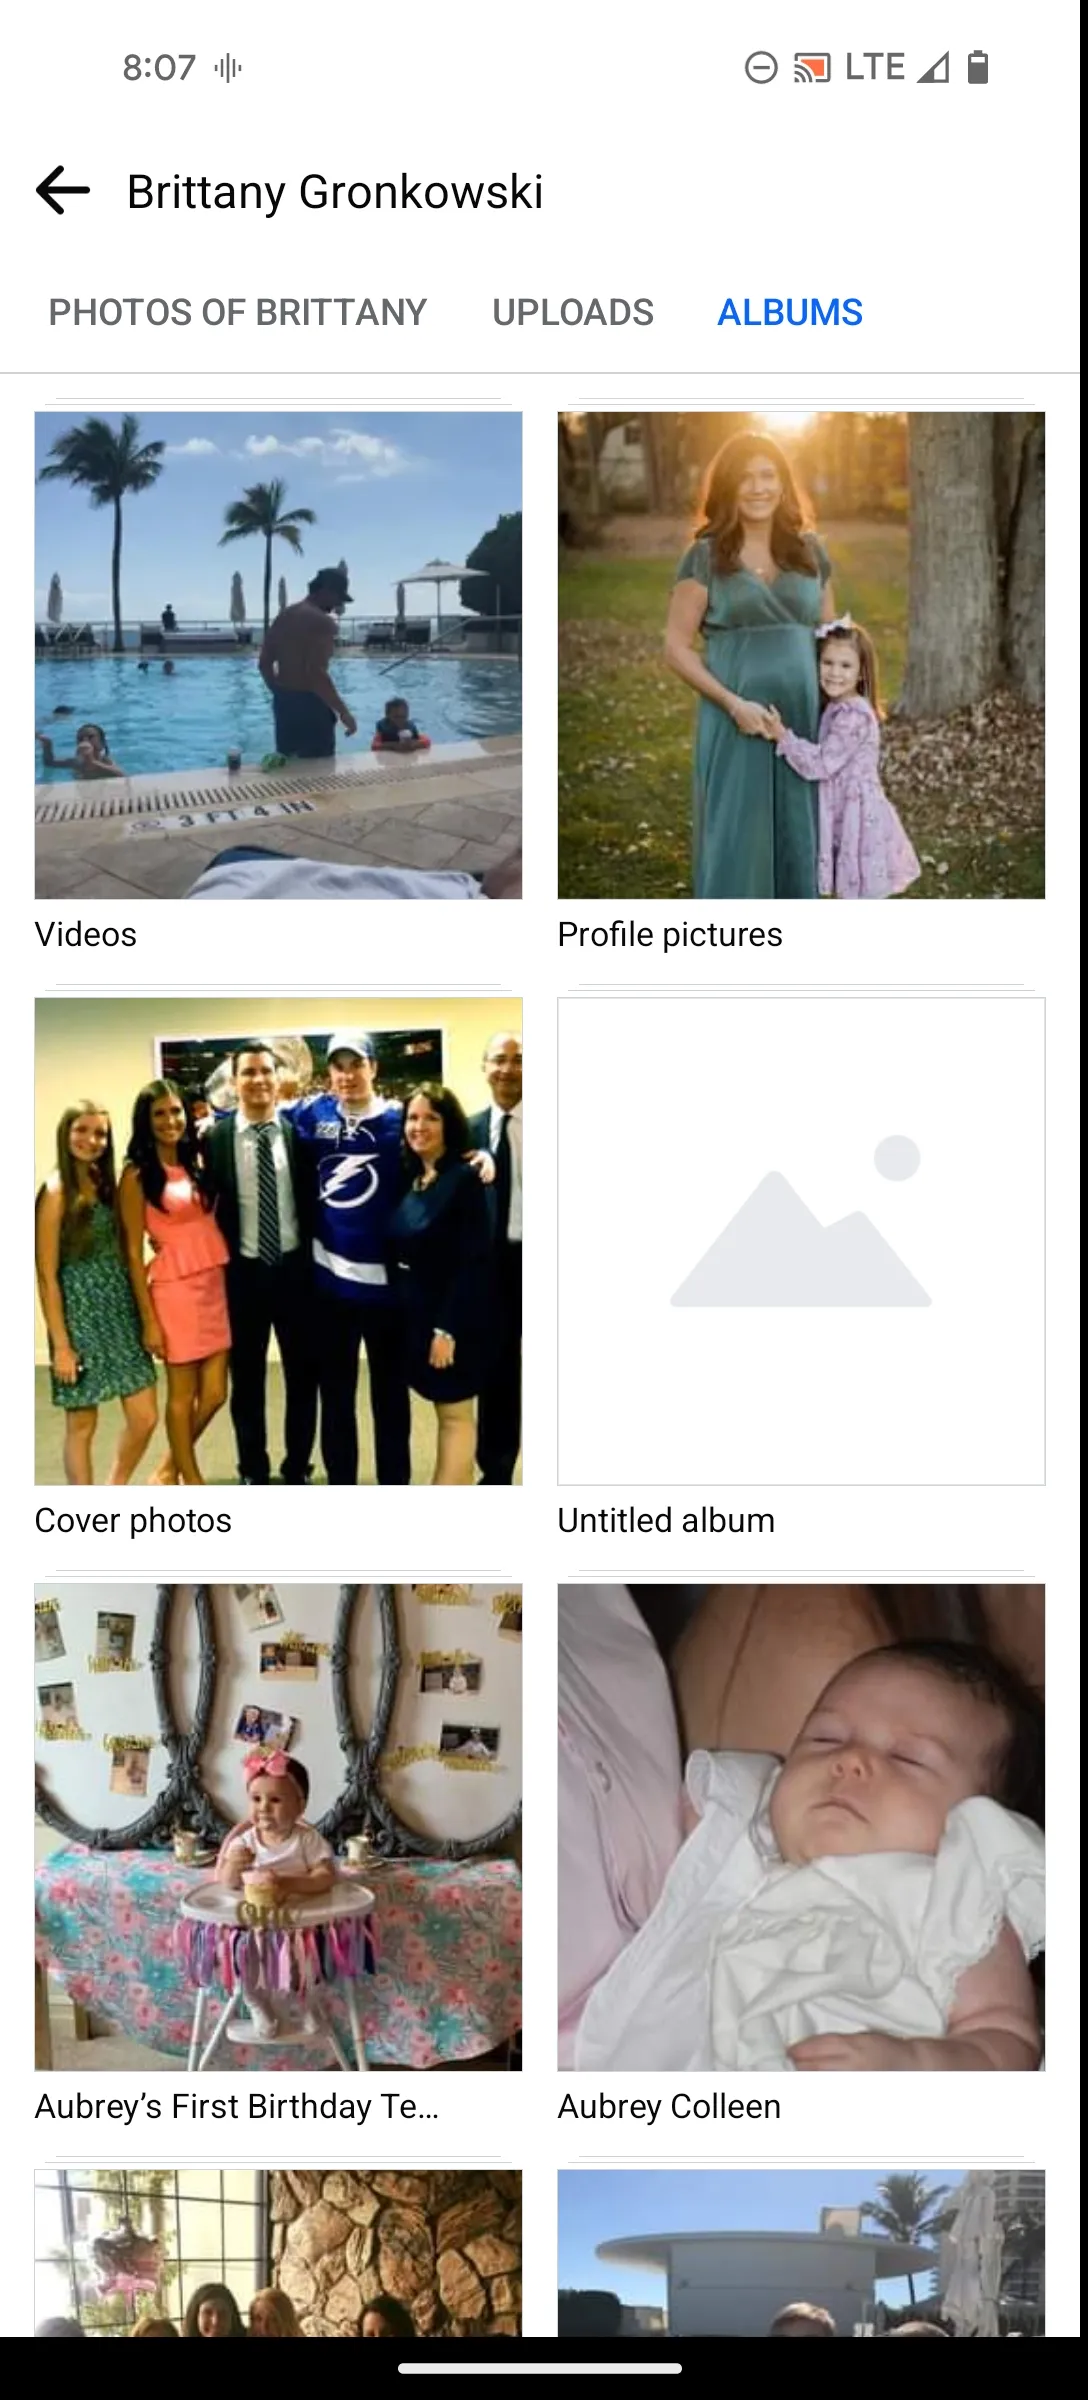 8:07 LTE
Brittany Gronkowski
PHOTOS OF BRITTANY UPLOADS ALBUMS
3 FT 4 IN
Videos Profile pictures
Cover photos Untitled album
one
Aubrey’s First Birthday Te… Aubrey Colleen